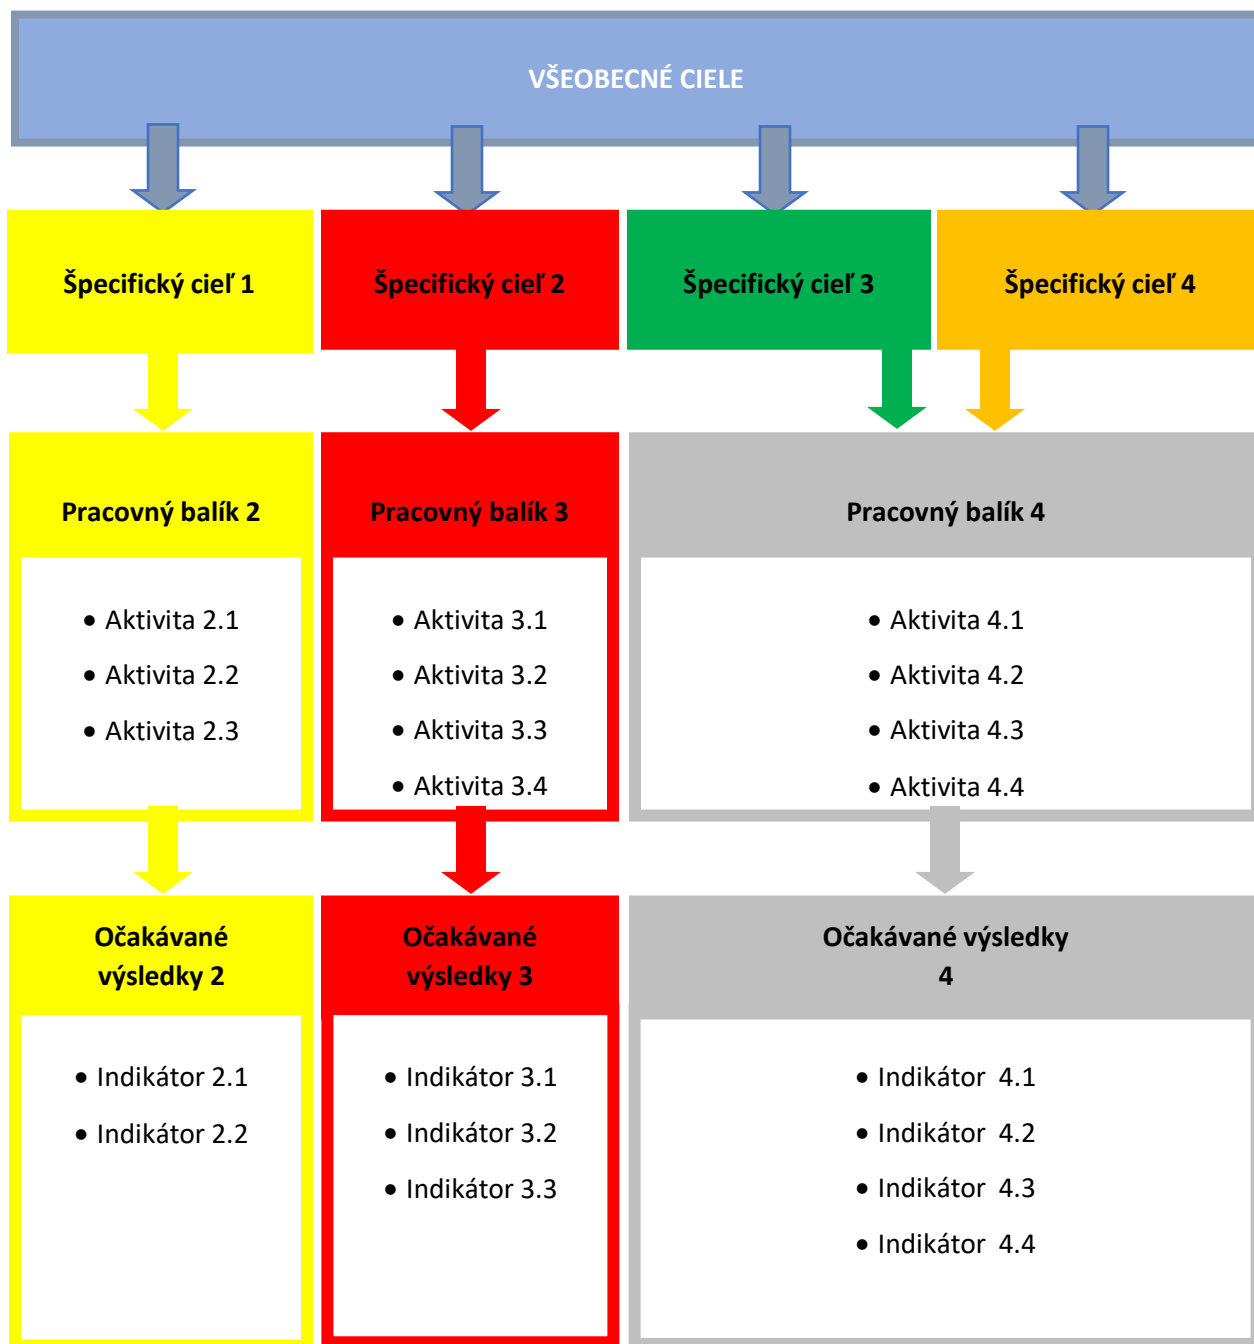 VŠEOBECNÉ CIELE
Špecifický cieľ 1
Špecifický cieľ 2
Špecifický cieľ 3
Špecifický cieľ 4
Pracovný balík 2
• Aktivita 2.1
• Aktivita 2.2
• Aktivita 2.3
Pracovný balík 3
• Aktivita 3.1
• Aktivita 3.2
• Aktivita 3.3
• Aktivita 3.4
Pracovný balík 4
• Aktivita 4.1
• Aktivita 4.2
• Aktivita 4.3
• Aktivita 4.4
Očakávané
výsledky 2
• Indikátor 2.1
• Indikátor 2.2
Očakávané
výsledky 3
• Indikátor 3.1
• Indikátor 3.2
• Indikátor 3.3
Očakávané výsledky
4
• Indikátor 4.1
• Indikátor 4.2
• Indikátor 4.3
• Indikátor 4.4